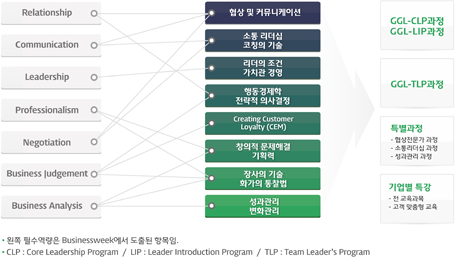 Relationship
Communication
Leadership
Professionalism
Negotiation
Business Judgement
Business Analysis
협상 및 커뮤니케이션
소통 리더십
코칭의 기술
리더의 조건
가치관 경영
행동경제학
전략적 의사결정
Creating Customer
Loyalty (CEM)
창의적 문제해결
기획력
장사의 기술
화가의 통찰법
성과관리
변화관리
GGL-CLP과정
GGL-LIP과정
GGL-TLP과정
특별과정
• 협상전문가 과정
• 소통리더십 과정
• 성과관리 과정
기업별 특강
• 전 교육과목
• 고객 맞춤형 교육
• 왼쪽 필수역량은 Businessweek에서 도출된 항목임.
• CLP : Core Leadership Program / LIP : Leader Introduction Program / TLP : Team Leader's Program